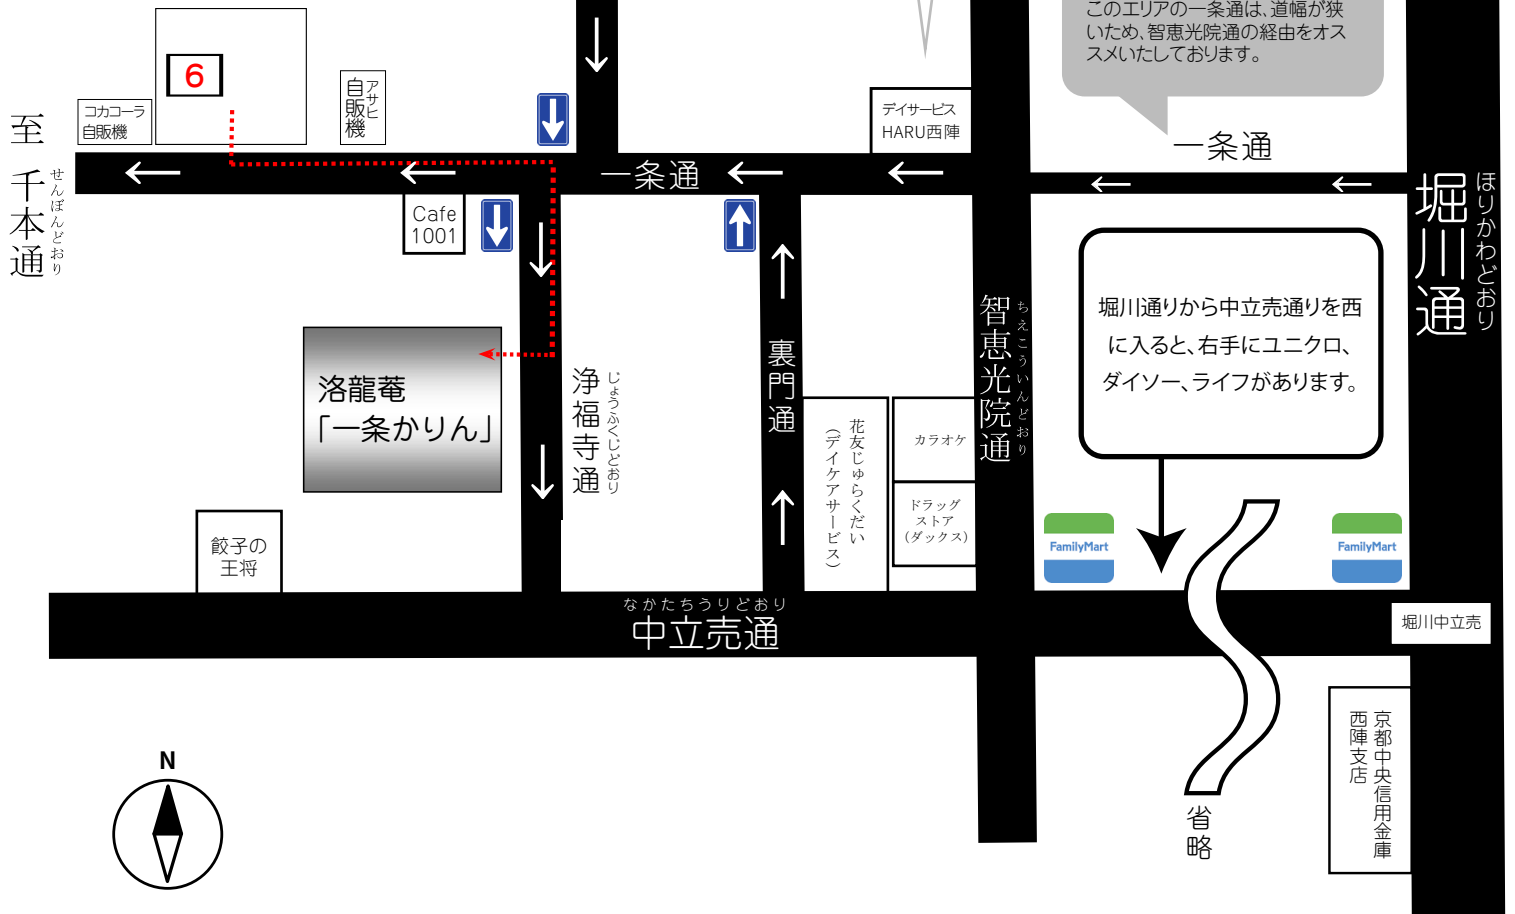 このエリアの一条通は、道幅が狭
いため、智恵光院通の経由をオス
スメいたしております。
6
コカコーラ
自販機
アサヒ
自販機
デイサービス
HARU西陣
一条通
至 千本通
せんぼんどおり
一条通
堀川通
ほりかわどおり
Cafe
1001
堀川通りから中立売通りを西
に入ると、右手にユニクロ、
ダイソー、ライフがあります。
智恵光院通
ちえこういんどおり
洛龍菴
「一条かりん」
浄福寺通
じょうふくじどおり
裏門通
花友じゅらくだい
（デイケアサービス）
カラオケ
ドラッグ
ストア
（ダックス）
餃子の
王将
FamilyMart
FamilyMart
なかたちうりどおり
中立売通
堀川中立売
京都中央信用金庫
西陣支店
省略
N